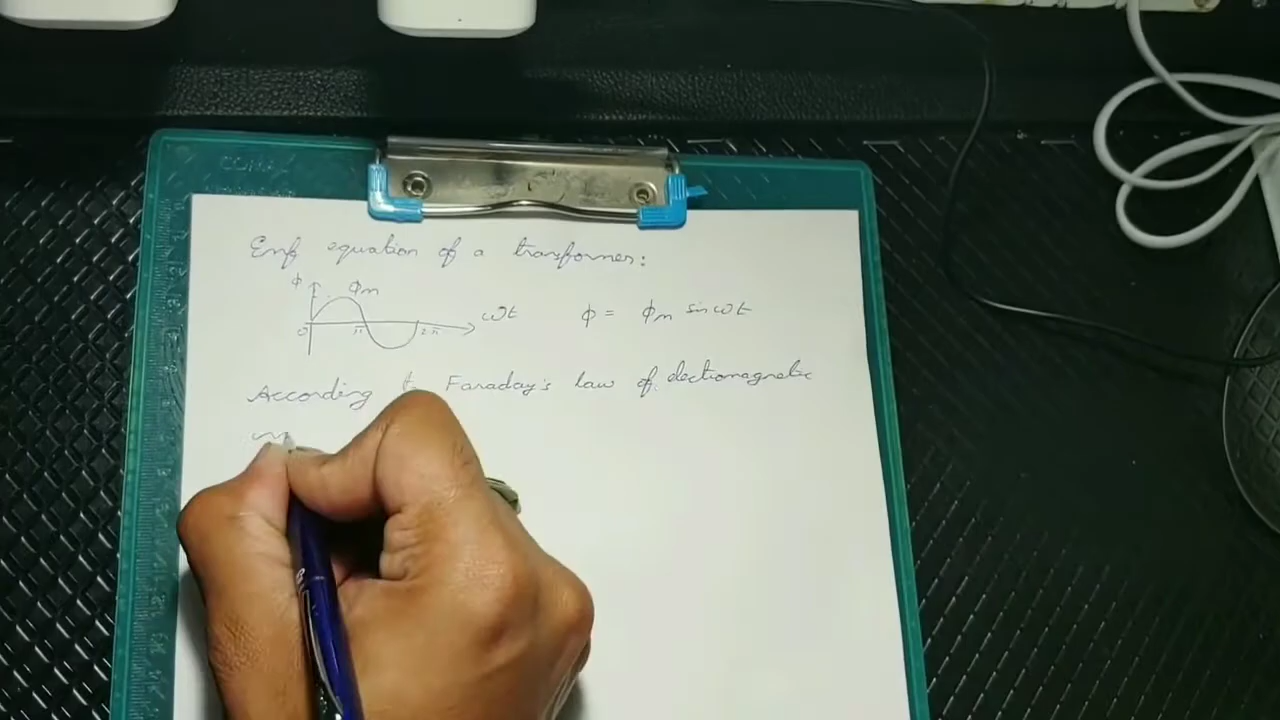 Emf equation of a transformer:
ϕ
ϕm
0
π
2π
ωt
ϕ = ϕm sinωt
According to Faraday's law of electromagnetic